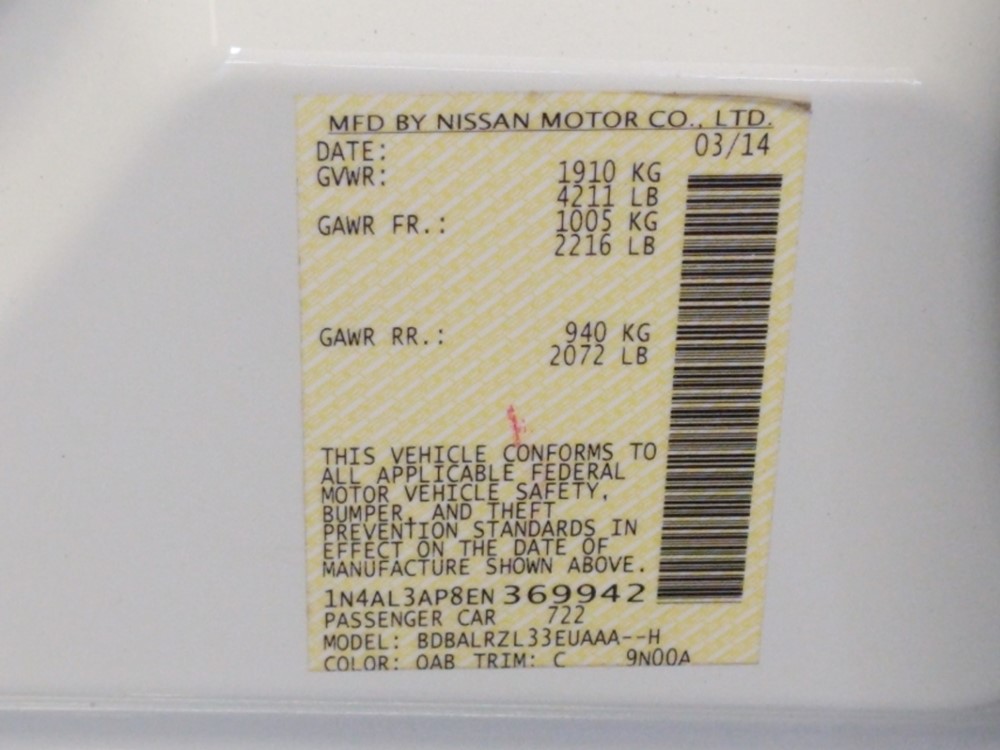 MFD BY NISSAN MOTOR CO., LTD.
DATE: 03/14
GVWR: 1910 KG
4211 LB
GAWR FR.: 1005 KG
2216 LB
GAWR RR.: 940 KG
2072 LB
THIS VEHICLE CONFORMS TO
ALL APPLICABLE FEDERAL
MOTOR VEHICLE SAFETY,
BUMPER, AND THEFT
PREVENTION STANDARDS IN
EFFECT ON THE DATE OF
MANUFACTURE SHOWN ABOVE.
1N4AL3AP8EN 369942
PASSENGER CAR 722
MODEL: BDBALRZL33EUAAA--H
COLOR: QAB TRIM: C 9N00A